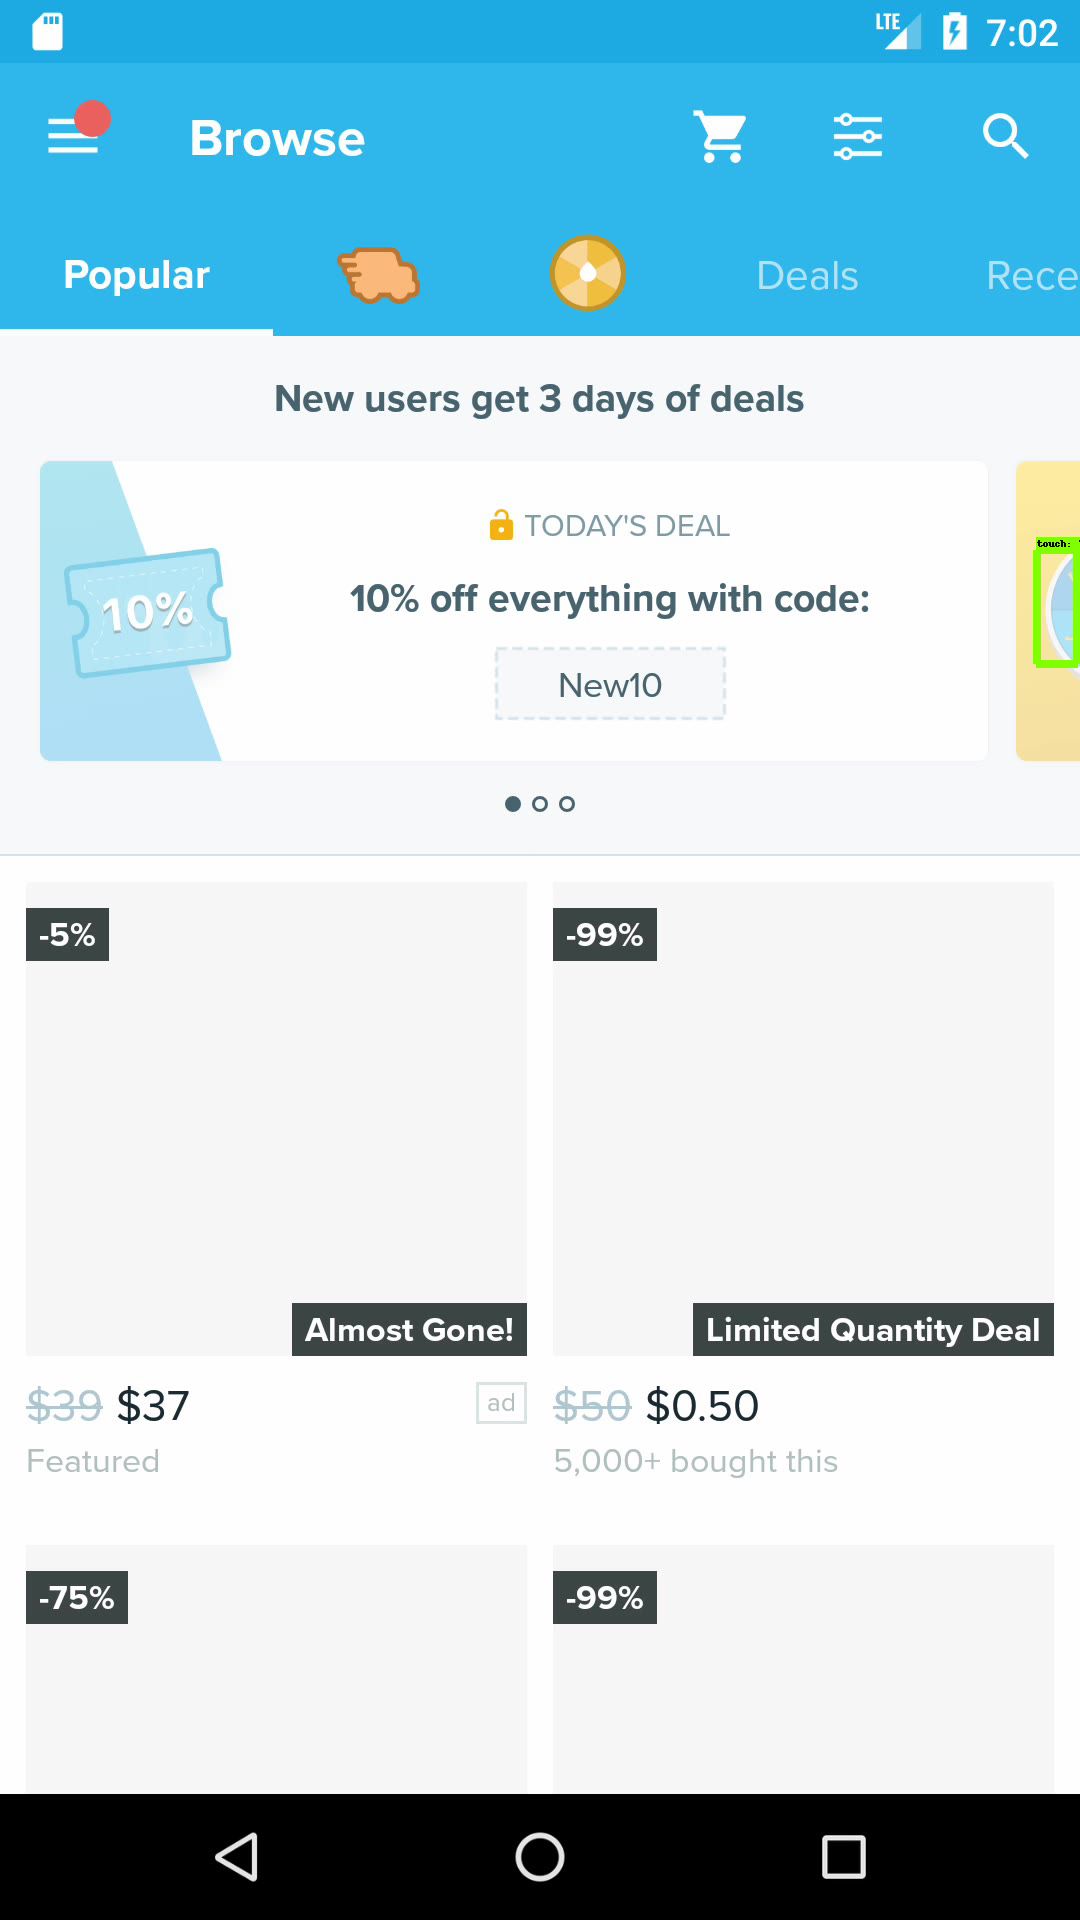 LTE 7:02
Browse
Popular Deals Rece
New users get 3 days of deals
TODAY'S DEAL
10%
10% off everything with code:
New10
touch:
-5%
-99%
Almost Gone!
Limited Quantity Deal
$39 $37 ad
$50 $0.50
Featured
5,000+ bought this
-75%
-99%